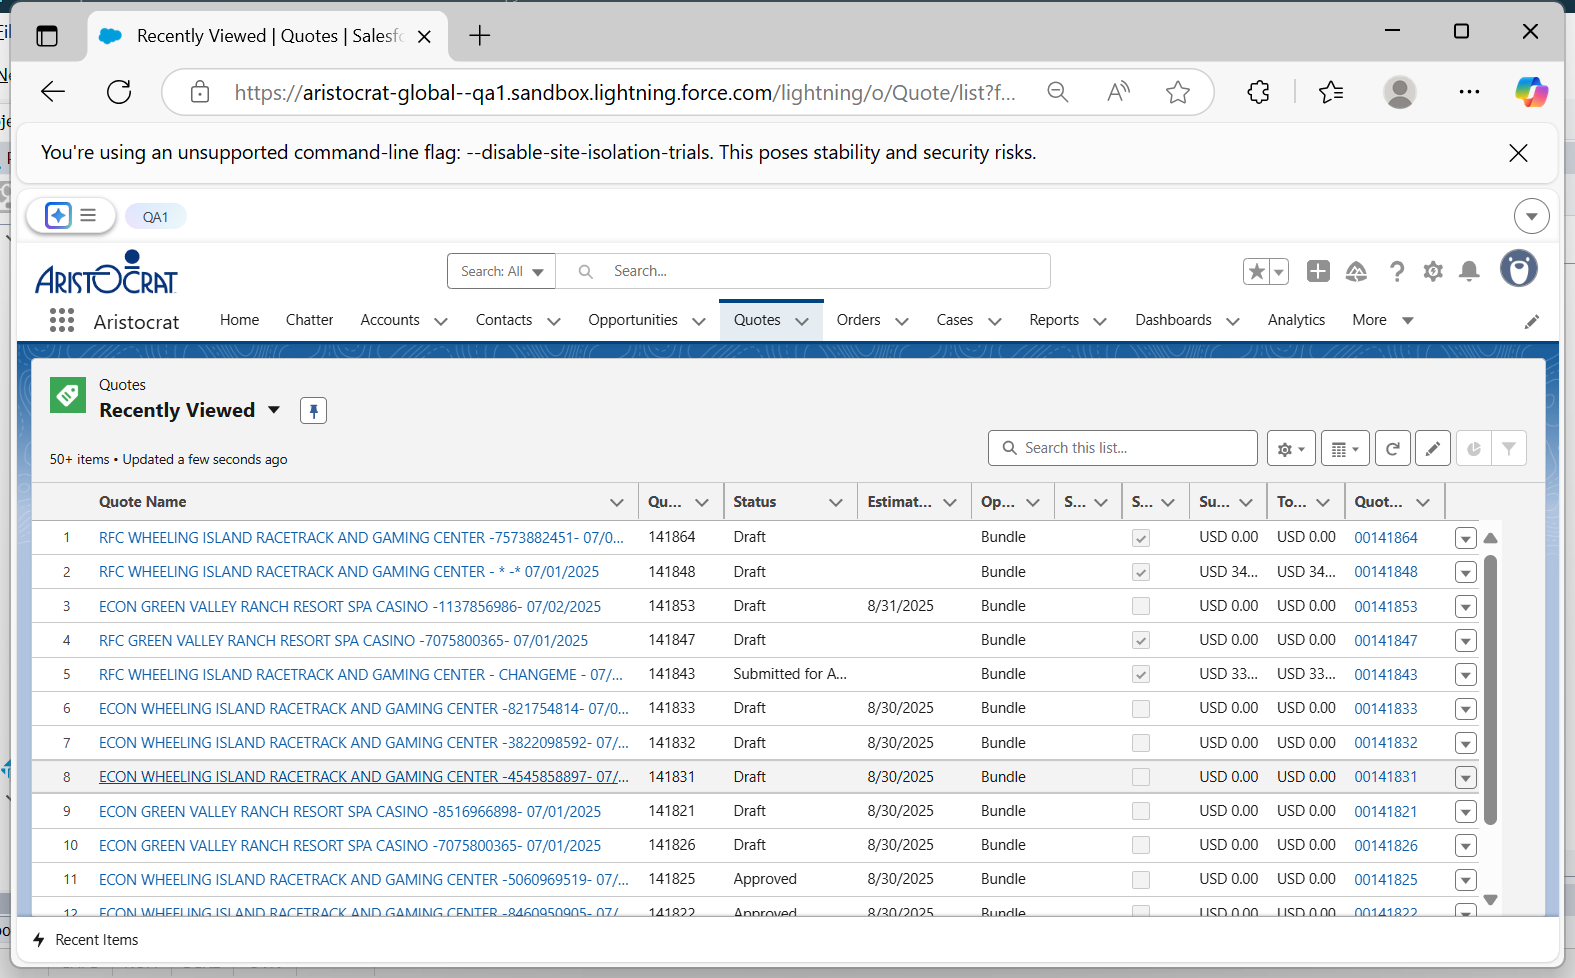 Recently Viewed | Quotes | Salesfo
https://aristocrat-global--qa1.sandbox.lightning.force.com/lightning/o/Quote/list?f...
You're using an unsupported command-line flag: --disable-site-isolation-trials. This poses stability and security risks.
QA1
ARISTOCRAT
Search: All
Search...
Aristocrat Home Chatter Accounts Contacts Opportunities Quotes Orders Cases Reports Dashboards Analytics More
Quotes
Recently Viewed
50+ items • Updated a few seconds ago
Search this list...
Quote Name Qu... Status Estimat... Op... S... S... Su... To... Quot...
1 RFC WHEELING ISLAND RACETRACK AND GAMING CENTER -7573882451- 07/0... 141864 Draft Bundle USD 0.00 USD 0.00 00141864
2 RFC WHEELING ISLAND RACETRACK AND GAMING CENTER - * -* 07/01/2025 141848 Draft Bundle USD 34... USD 34... 00141848
3 ECON GREEN VALLEY RANCH RESORT SPA CASINO -1137856986- 07/02/2025 141853 Draft 8/31/2025 Bundle USD 0.00 USD 0.00 00141853
4 RFC GREEN VALLEY RANCH RESORT SPA CASINO -7075800365- 07/01/2025 141847 Draft Bundle USD 0.00 USD 0.00 00141847
5 RFC WHEELING ISLAND RACETRACK AND GAMING CENTER - CHANGEME - 07/... 141843 Submitted for A... Bundle USD 33... USD 33... 00141843
6 ECON WHEELING ISLAND RACETRACK AND GAMING CENTER -821754814- 07/0... 141833 Draft 8/30/2025 Bundle USD 0.00 USD 0.00 00141833
7 ECON WHEELING ISLAND RACETRACK AND GAMING CENTER -3822098592- 07/... 141832 Draft 8/30/2025 Bundle USD 0.00 USD 0.00 00141832
8 ECON WHEELING ISLAND RACETRACK AND GAMING CENTER -4545858897- 07/... 141831 Draft 8/30/2025 Bundle USD 0.00 USD 0.00 00141831
9 ECON GREEN VALLEY RANCH RESORT SPA CASINO -8516966898- 07/01/2025 141821 Draft 8/30/2025 Bundle USD 0.00 USD 0.00 00141821
10 ECON GREEN VALLEY RANCH RESORT SPA CASINO -7075800365- 07/01/2025 141826 Draft 8/30/2025 Bundle USD 0.00 USD 0.00 00141826
11 ECON WHEELING ISLAND RACETRACK AND GAMING CENTER -5060969519- 07/... 141825 Approved 8/30/2025 Bundle USD 0.00 USD 0.00 00141825
12 ECON WHEELING ISLAND RACETRACK AND GAMING CENTER -8460950905- 07/ 141822 Approved 8/30/2025 Bundle USD 0.00 USD 0.00 00141822
Recent Items